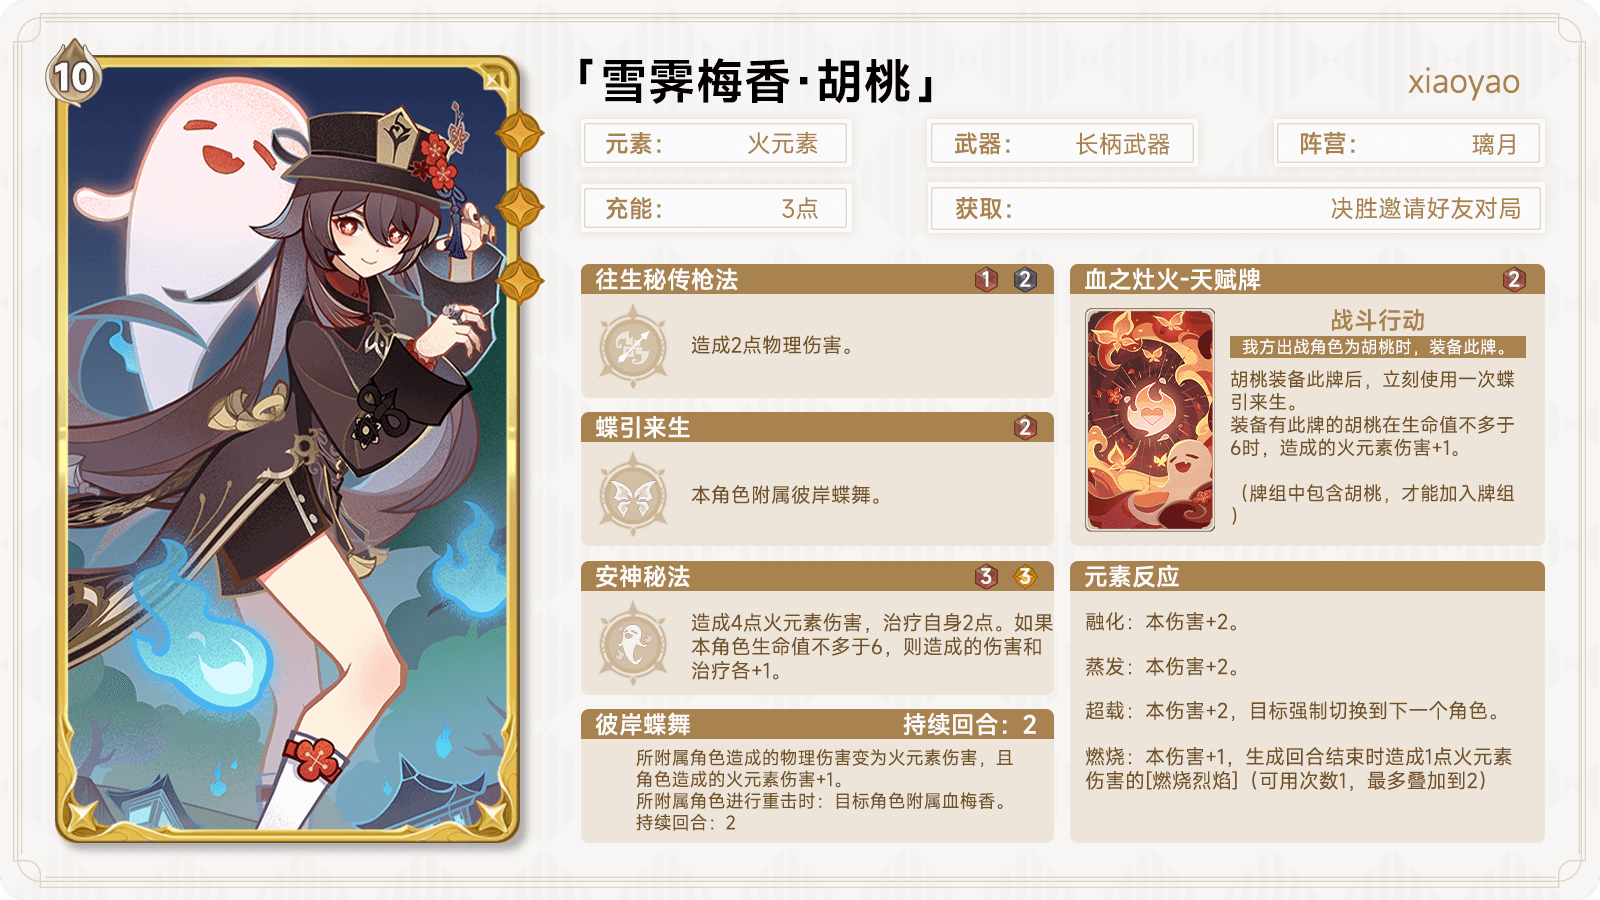 10
「雪霁梅香·胡桃」
xiaoyao
元素： 火元素
武器： 长柄武器
阵营： 璃月
充能： 3点
获取： 决胜邀请好友对局
往生秘传枪法 1 2
造成2点物理伤害。
蝶引来生 2
本角色附属彼岸蝶舞。
安神秘法 3 3
造成4点火元素伤害，治疗自身2点。如果
本角色生命值不多于6，则造成的伤害和
治疗各+1。
彼岸蝶舞 持续回合：2
所附属角色造成的物理伤害变为火元素伤害，且
角色造成的火元素伤害+1。
所附属角色进行重击时：目标角色附属血梅香。
持续回合：2
血之灶火-天赋牌 2
战斗行动
我方出战角色为胡桃时，装备此牌。
胡桃装备此牌后，立刻使用一次蝶
引来生。
装备有此牌的胡桃在生命值不多于
6时，造成的火元素伤害+1。
（牌组中包含胡桃，才能加入牌组
）
元素反应
融化：本伤害+2。
蒸发：本伤害+2。
超载：本伤害+2，目标强制切换到下一个角色。
燃烧：本伤害+1，生成回合结束时造成1点火元素
伤害的[燃烧烈焰]（可用次数1，最多叠加到2）